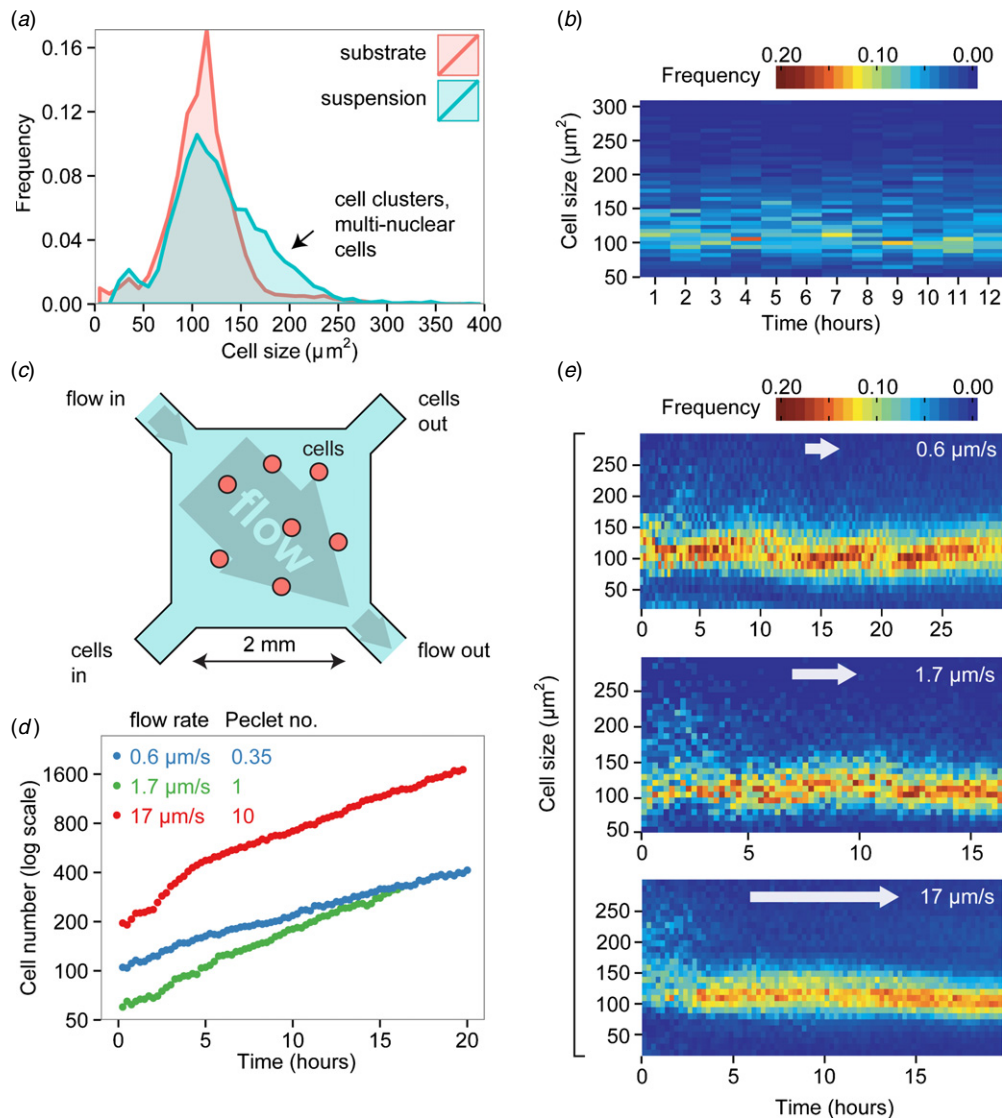 (a)
0.16
0.12
0.08
0.04
0.00
Frequency
substrate
suspension
cell clusters,
multi-nuclear
cells
0 50 100 150 200 250 300 350 400
Cell size (µm²)
(b)
0.20 0.10 0.00
Frequency
300
250
200
150
100
50
Cell size (µm²)
1 2 3 4 5 6 7 8 9 10 11 12
Time (hours)
(c)
flow in
cells
out
cells
flow
cells
in
2 mm
flow out
(d)
flow rate Peclet no.
0.6 µm/s 0.35
1.7 µm/s 1
17 µm/s 10
1600
800
400
200
100
50
Cell number (log scale)
0 5 10 15 20
Time (hours)
(e)
0.20 0.10 0.00
Frequency
0.6 µm/s
250
200
150
100
50
0 5 10 15 20 25
1.7 µm/s
300
250
200
150
100
50
0 5 10 15
17 µm/s
250
200
150
100
50
0 5 10 15
Cell size (µm²)
Time (hours)